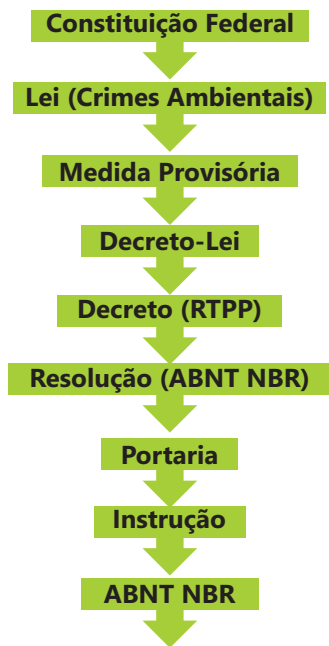 Constituição Federal
Lei (Crimes Ambientais)
Medida Provisória
Decreto-Lei
Decreto (RTPP)
Resolução (ABNT NBR)
Portaria
Instrução
ABNT NBR